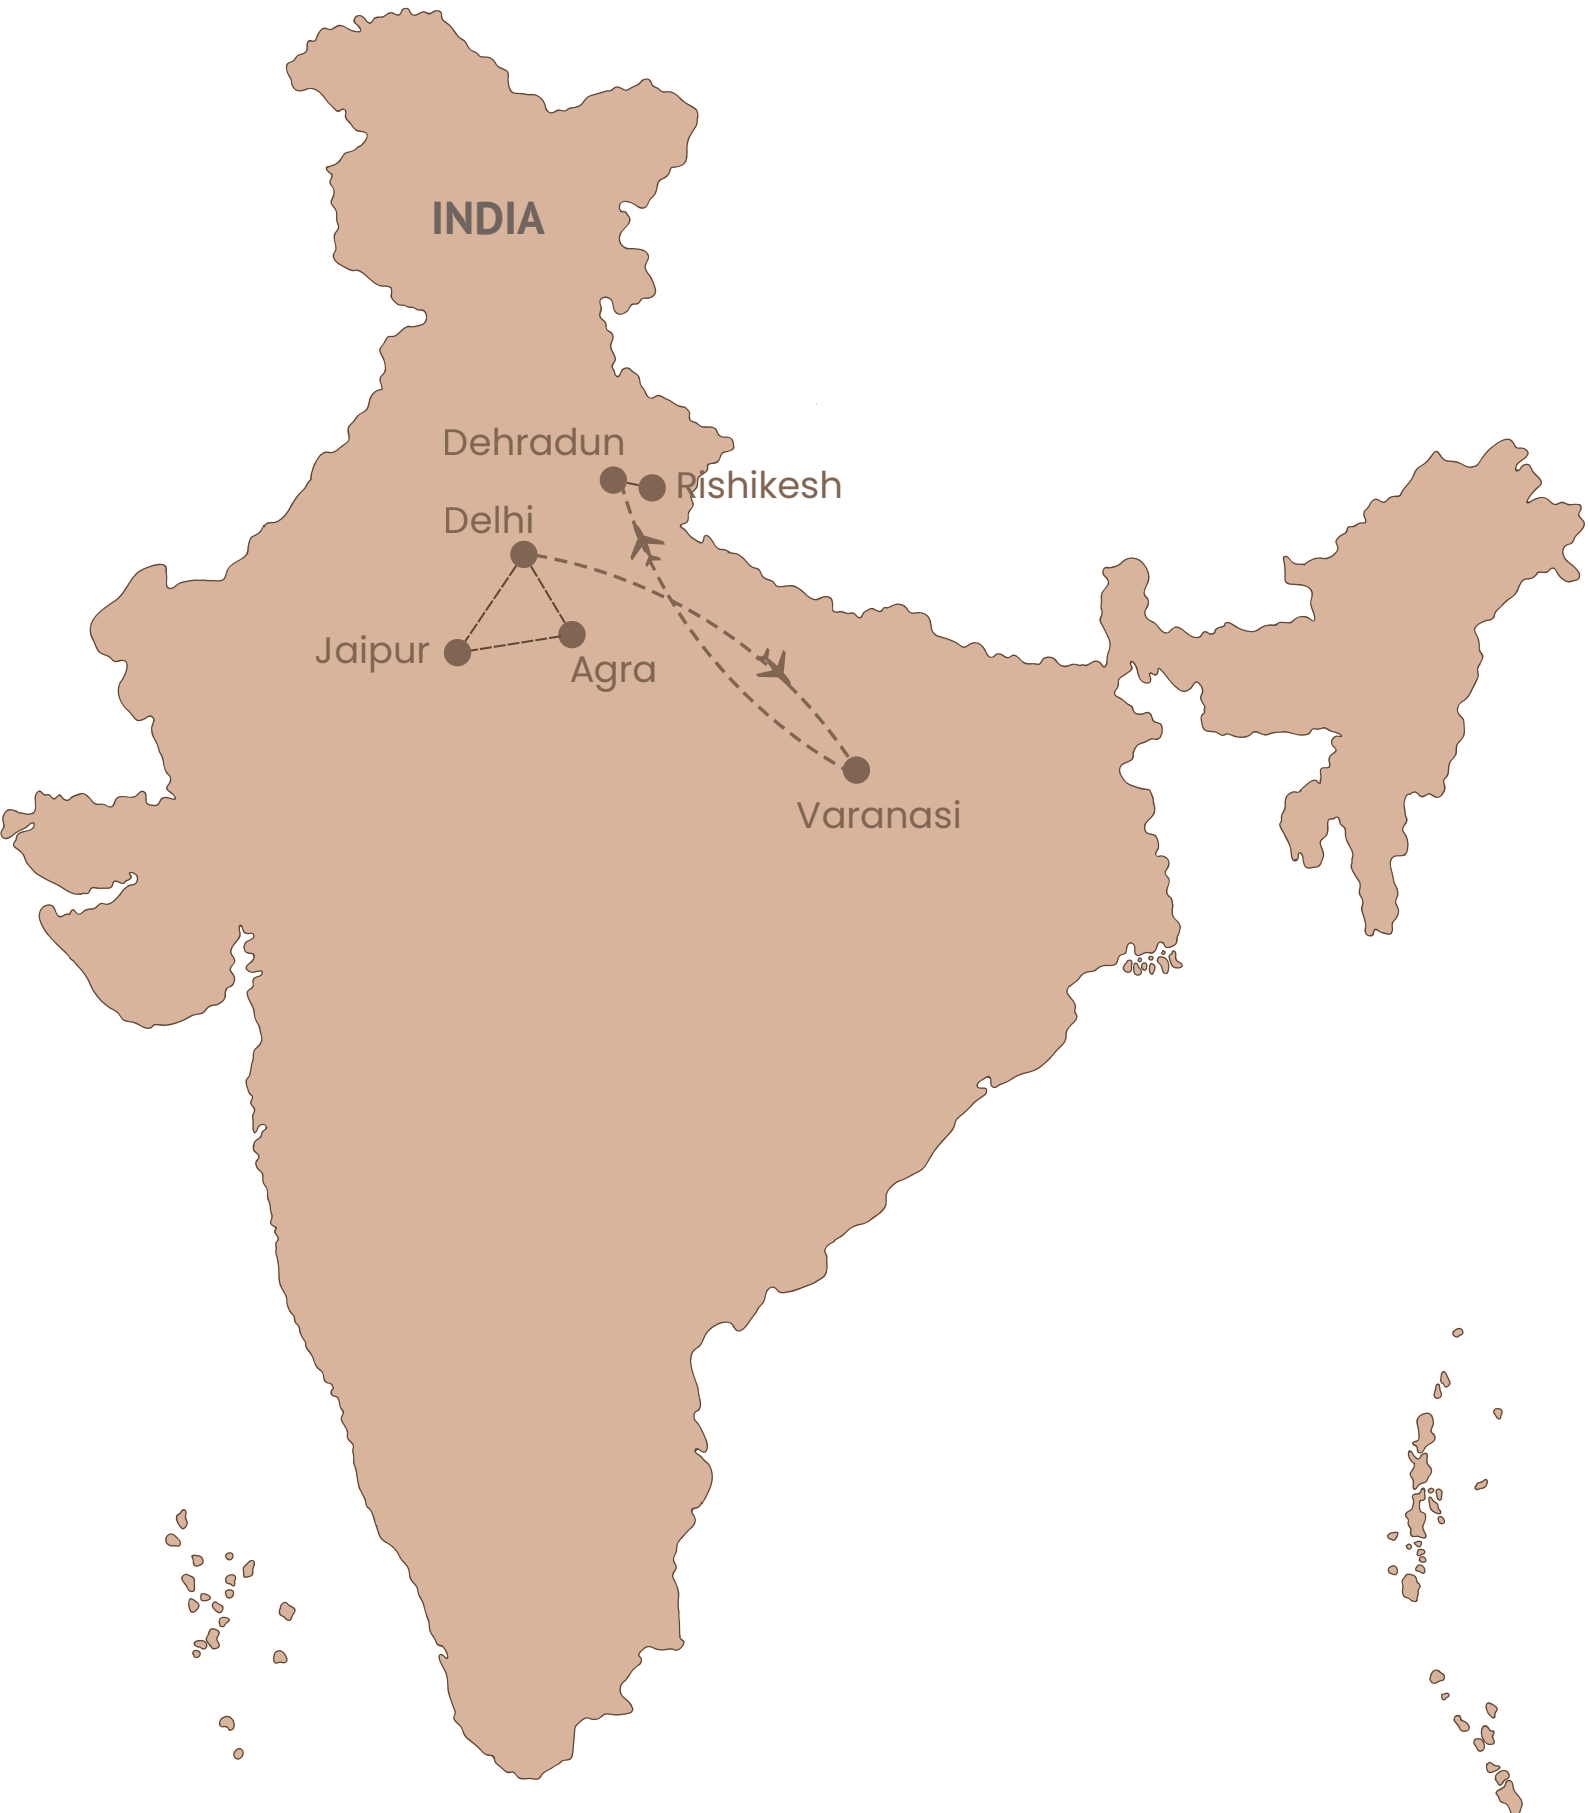 INDIA
Dehradun
Rishikesh
Delhi
Jaipur
Agra
Varanasi